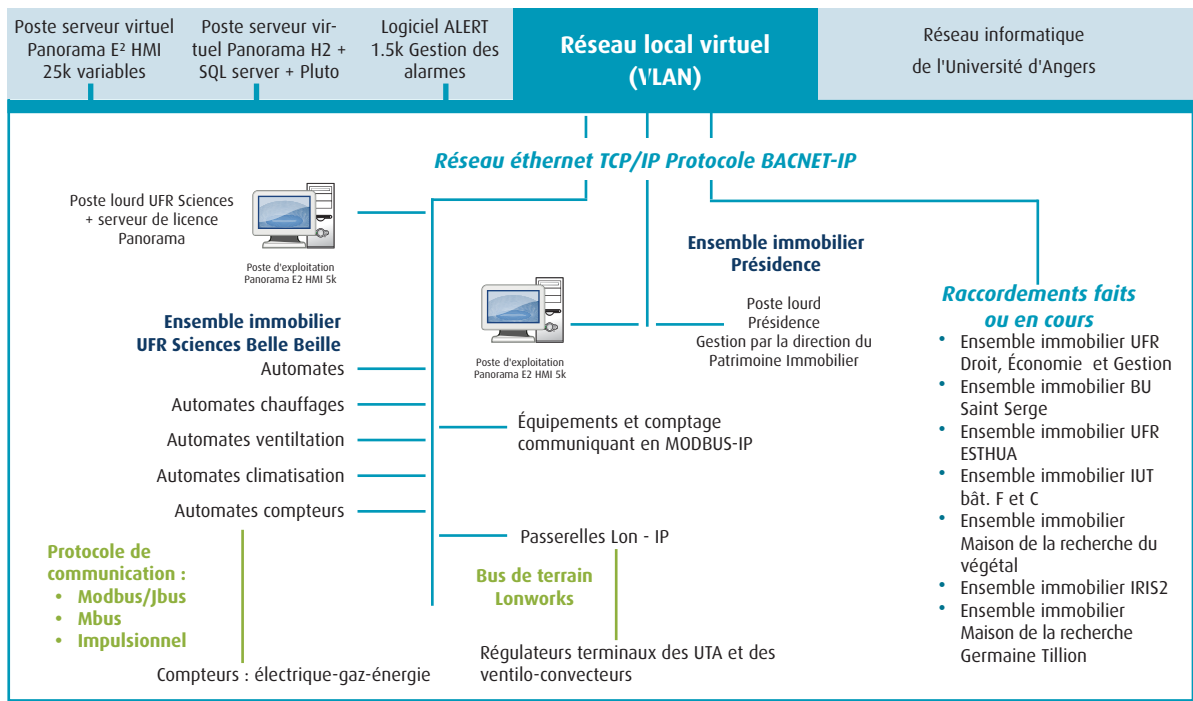 Poste serveur virtuel
Panorama E² HMI
25k variables
Poste serveur vir-
tuel Panorama H2 +
SQL server + Pluto
Logiciel ALERT
1.5k Gestion des
alarmes
Réseau local virtuel
(VLAN)
Réseau informatique
de l'Université d'Angers
Réseau éthernet TCP/IP Protocole BACNET-IP
Poste lourd UFR Sciences
+ serveur de licence
Panorama
Poste d'exploitation
Panorama E2 HMI 5k
Ensemble immobilier
UFR Sciences Belle Beille
Automates
Automates chauffages
Automates ventiltation
Automates climatisation
Automates compteurs
Protocole de
communication :
• Modbus/Jbus
• Mbus
• Impulsionnel
Compteurs : électrique-gaz-énergie
Poste d'exploitation
Panorama E2 HMI 5k
Ensemble immobilier
Présidence
Poste lourd
Présidence
Gestion par la direction du
Patrimoine Immobilier
Équipements et comptage
communiquant en MODBUS-IP
Passerelles Lon - IP
Bus de terrain
Lonworks
Régulateurs terminaux des UTA et des
ventilo-convecteurs
Raccordements faits
ou en cours
• Ensemble immobilier UFR
Droit, Économie et Gestion
• Ensemble immobilier BU
Saint Serge
• Ensemble immobilier UFR
ESTHUA
• Ensemble immobilier IUT
bât. F et C
• Ensemble immobilier
Maison de la recherche du
végétal
• Ensemble immobilier IRIS2
• Ensemble immobilier
Maison de la recherche
Germaine Tillion